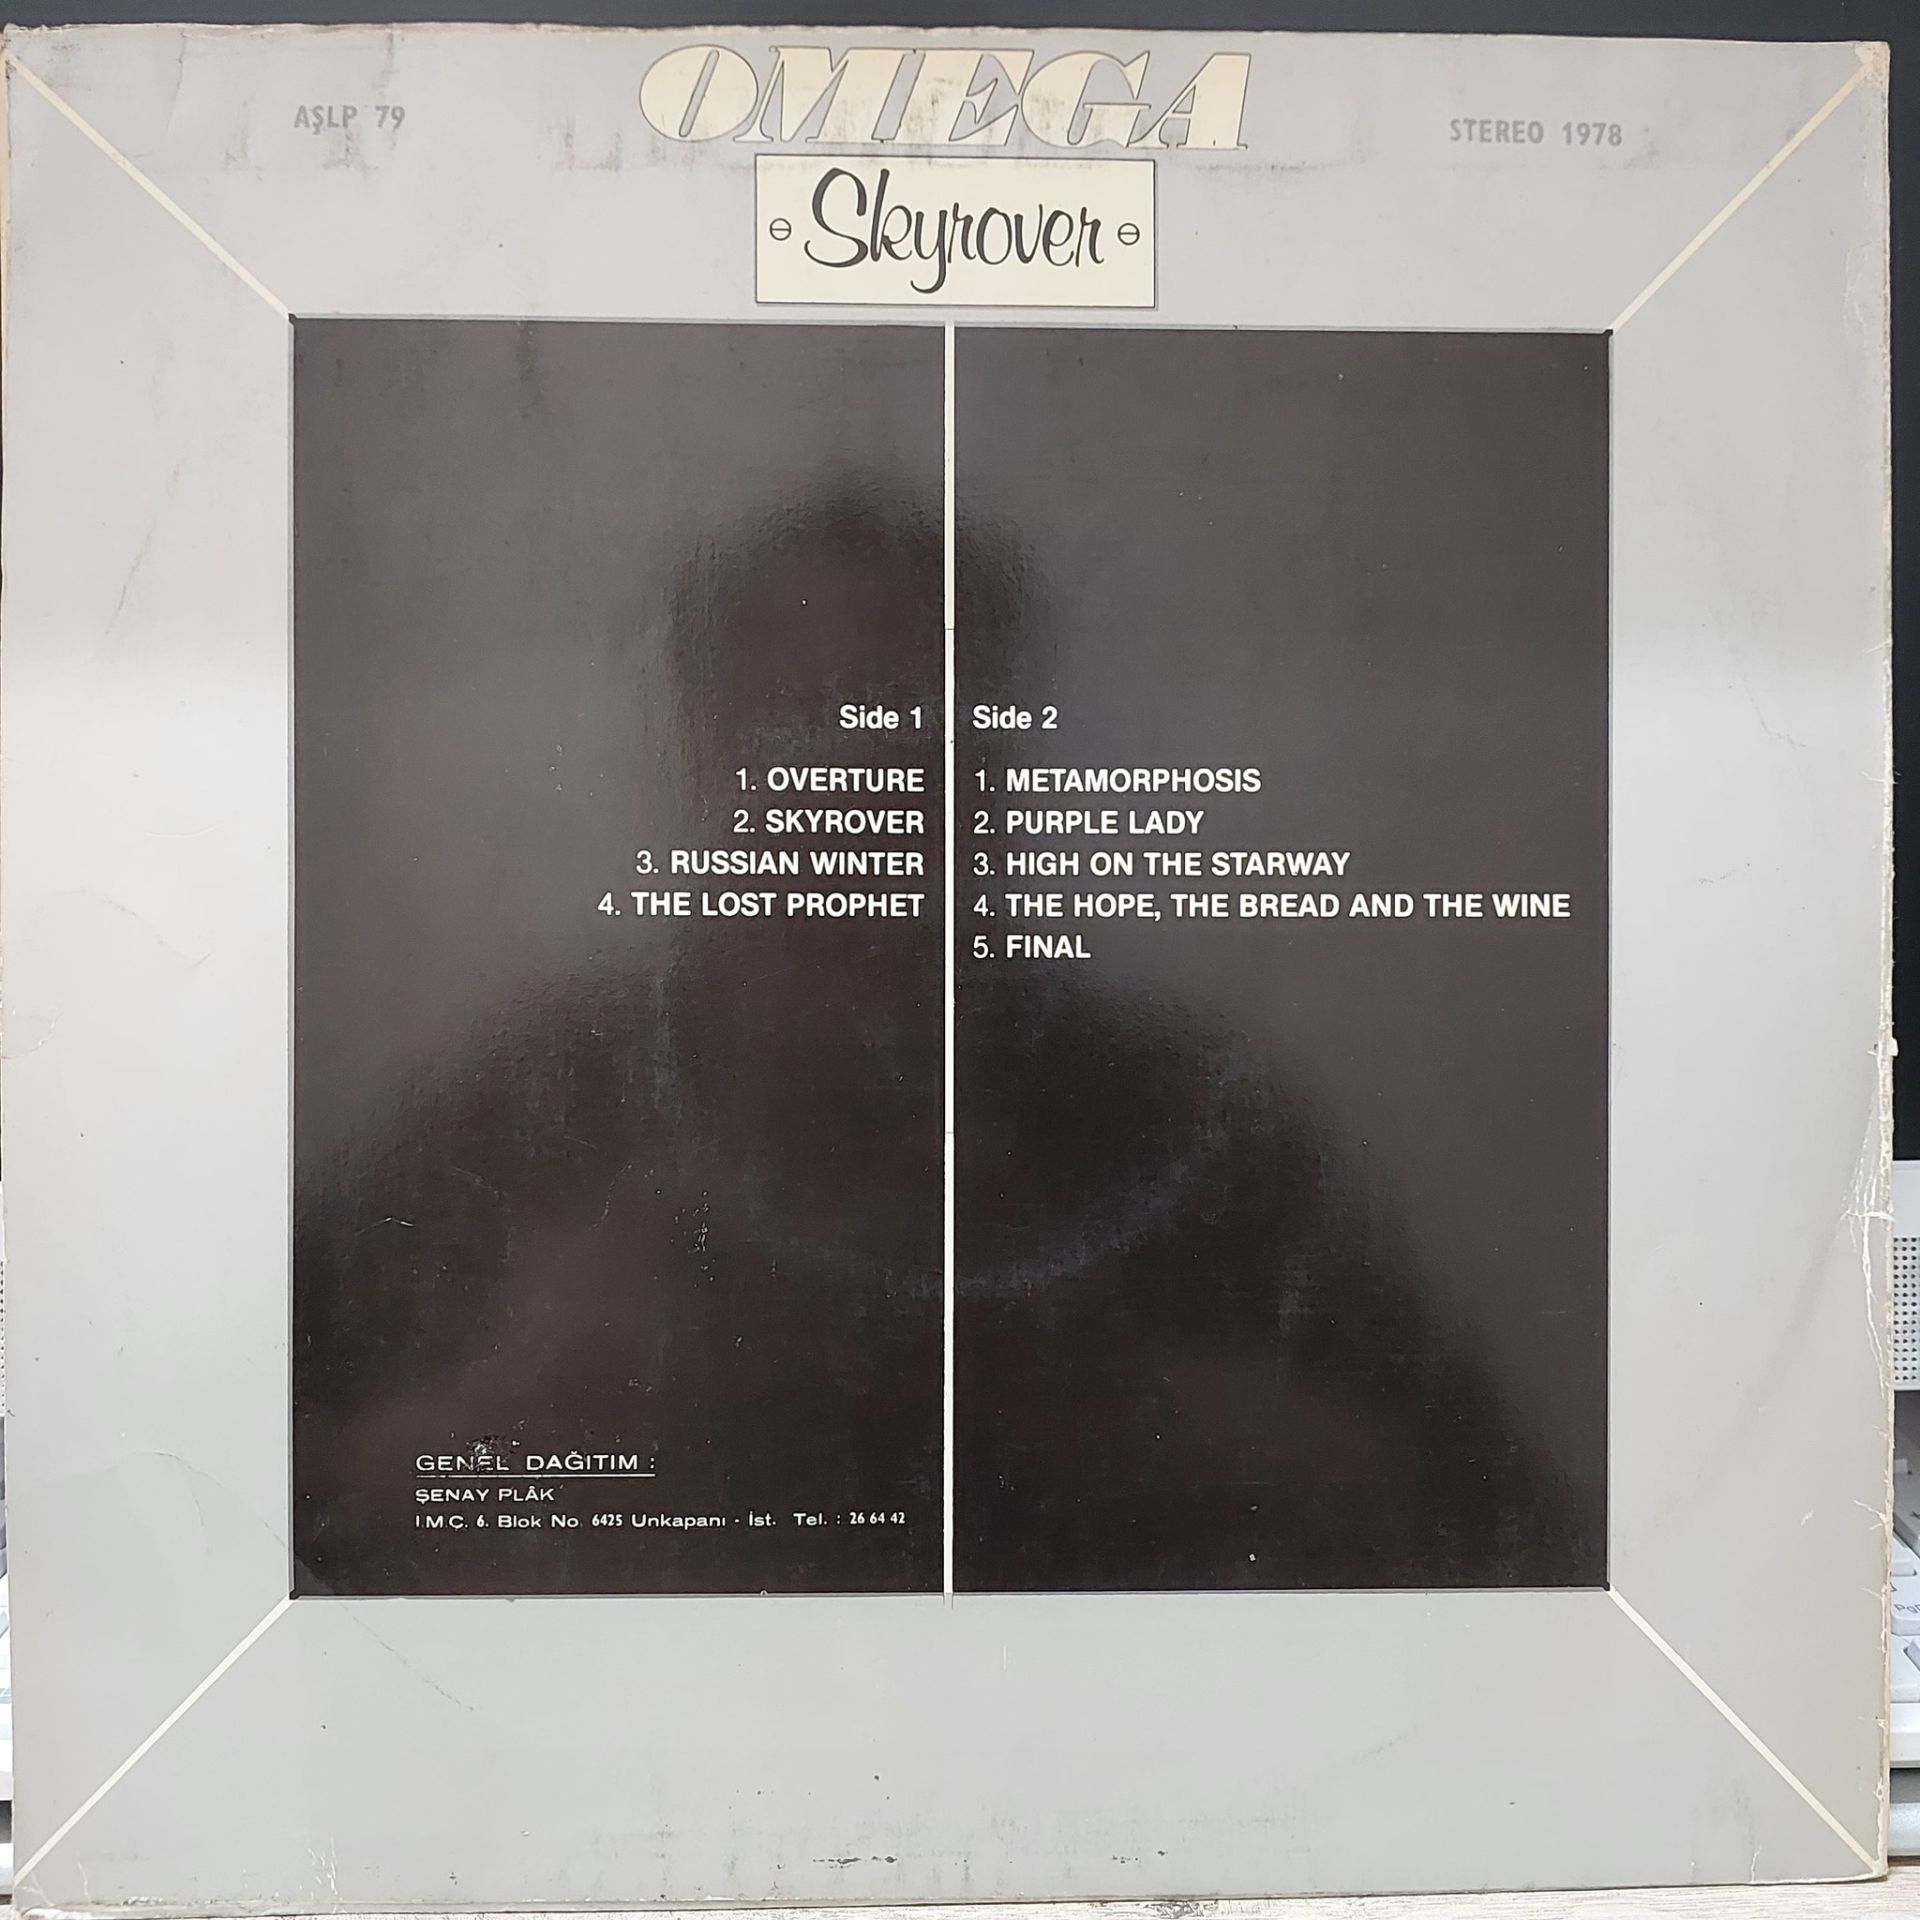 OMEGA
AŞLP 79
STEREO 1978
Skyrover
Side 1
1. OVERTURE
2. SKYROVER
3. RUSSIAN WINTER
4. THE LOST PROPHET
Side 2
1. METAMORPHOSIS
2. PURPLE LADY
3. HIGH ON THE STARWAY
4. THE HOPE, THE BREAD AND THE WINE
5. FINAL
GENEL DAĞITIM :
ŞENAY PLÂK
I.M.Ç. 6. Blok No. 6425 Unkapanı - İst. Tel. : 26 64 42